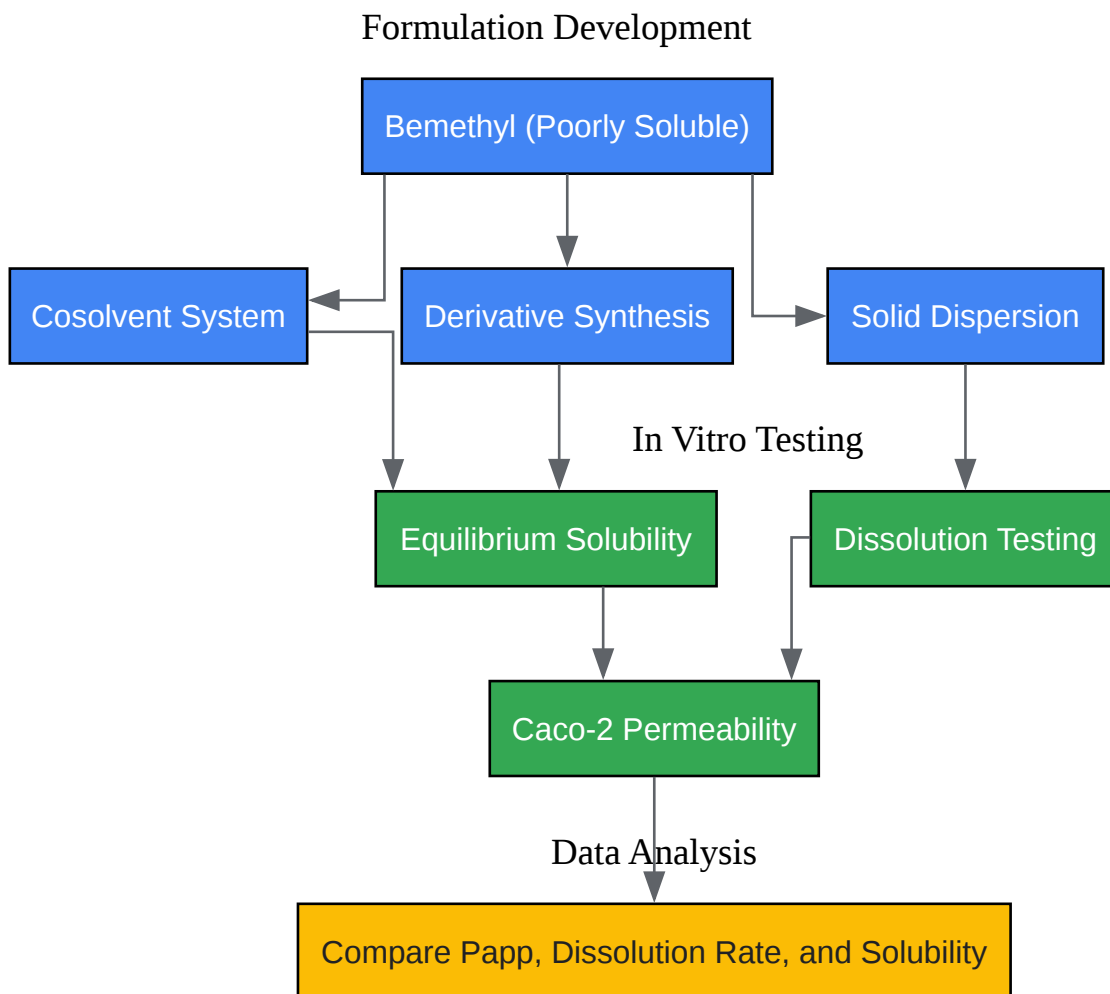 Formulation Development
Bemethyl (Poorly Soluble)
Cosolvent System
Derivative Synthesis
Solid Dispersion
In Vitro Testing
Equilibrium Solubility
Dissolution Testing
Caco-2 Permeability
Data Analysis
Compare Papp, Dissolution Rate, and Solubility